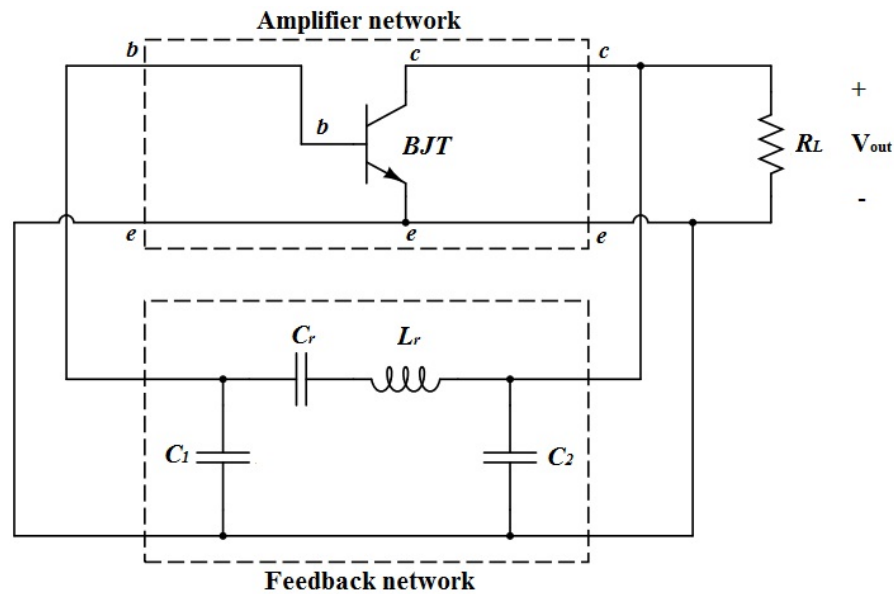 Amplifier network
b
c
c
b
BJT
RL
+
Vout
-
e
e
e
Cr
Lr
C1
C2
Feedback network